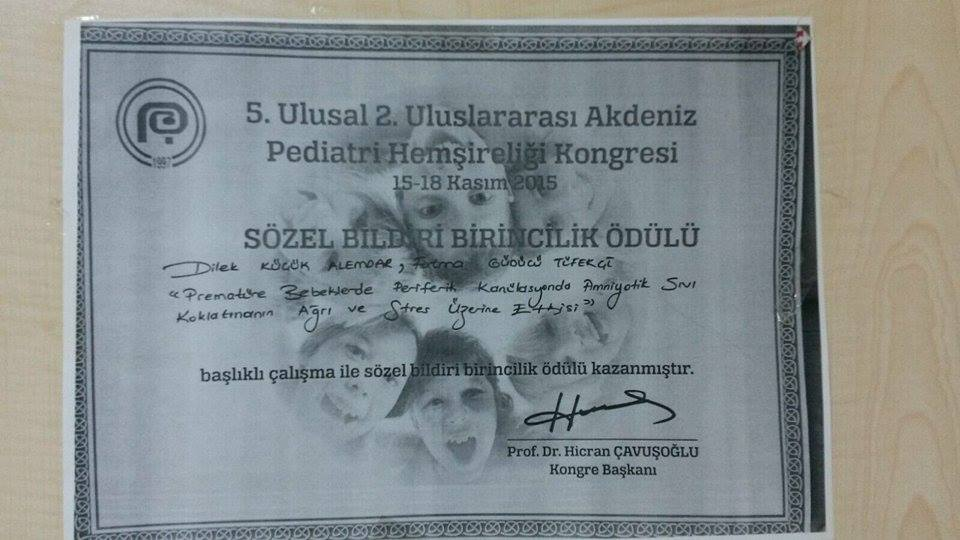 1997
5. Ulusal 2. Uluslararası Akdeniz
Pediatri Hemşireliği Kongresi
15-18 Kasım 2015
SÖZEL BİLDİRİ BİRİNCİLİK ÖDÜLÜ
Dilek KÜÇÜK ALEMDAR, Fatma GÜDÜCÜ TÜFEKÇİ
"Prematüre Bebeklerde Periferik Kanülasyonda Amniyotik Sıvı
Koklatmanın Ağrı ve Stres Üzerine Etkisi"
başlıklı çalışma ile sözel bildiri birincilik ödülü kazanmıştır.
Prof. Dr. Hicran ÇAVUŞOĞLU
Kongre Başkanı